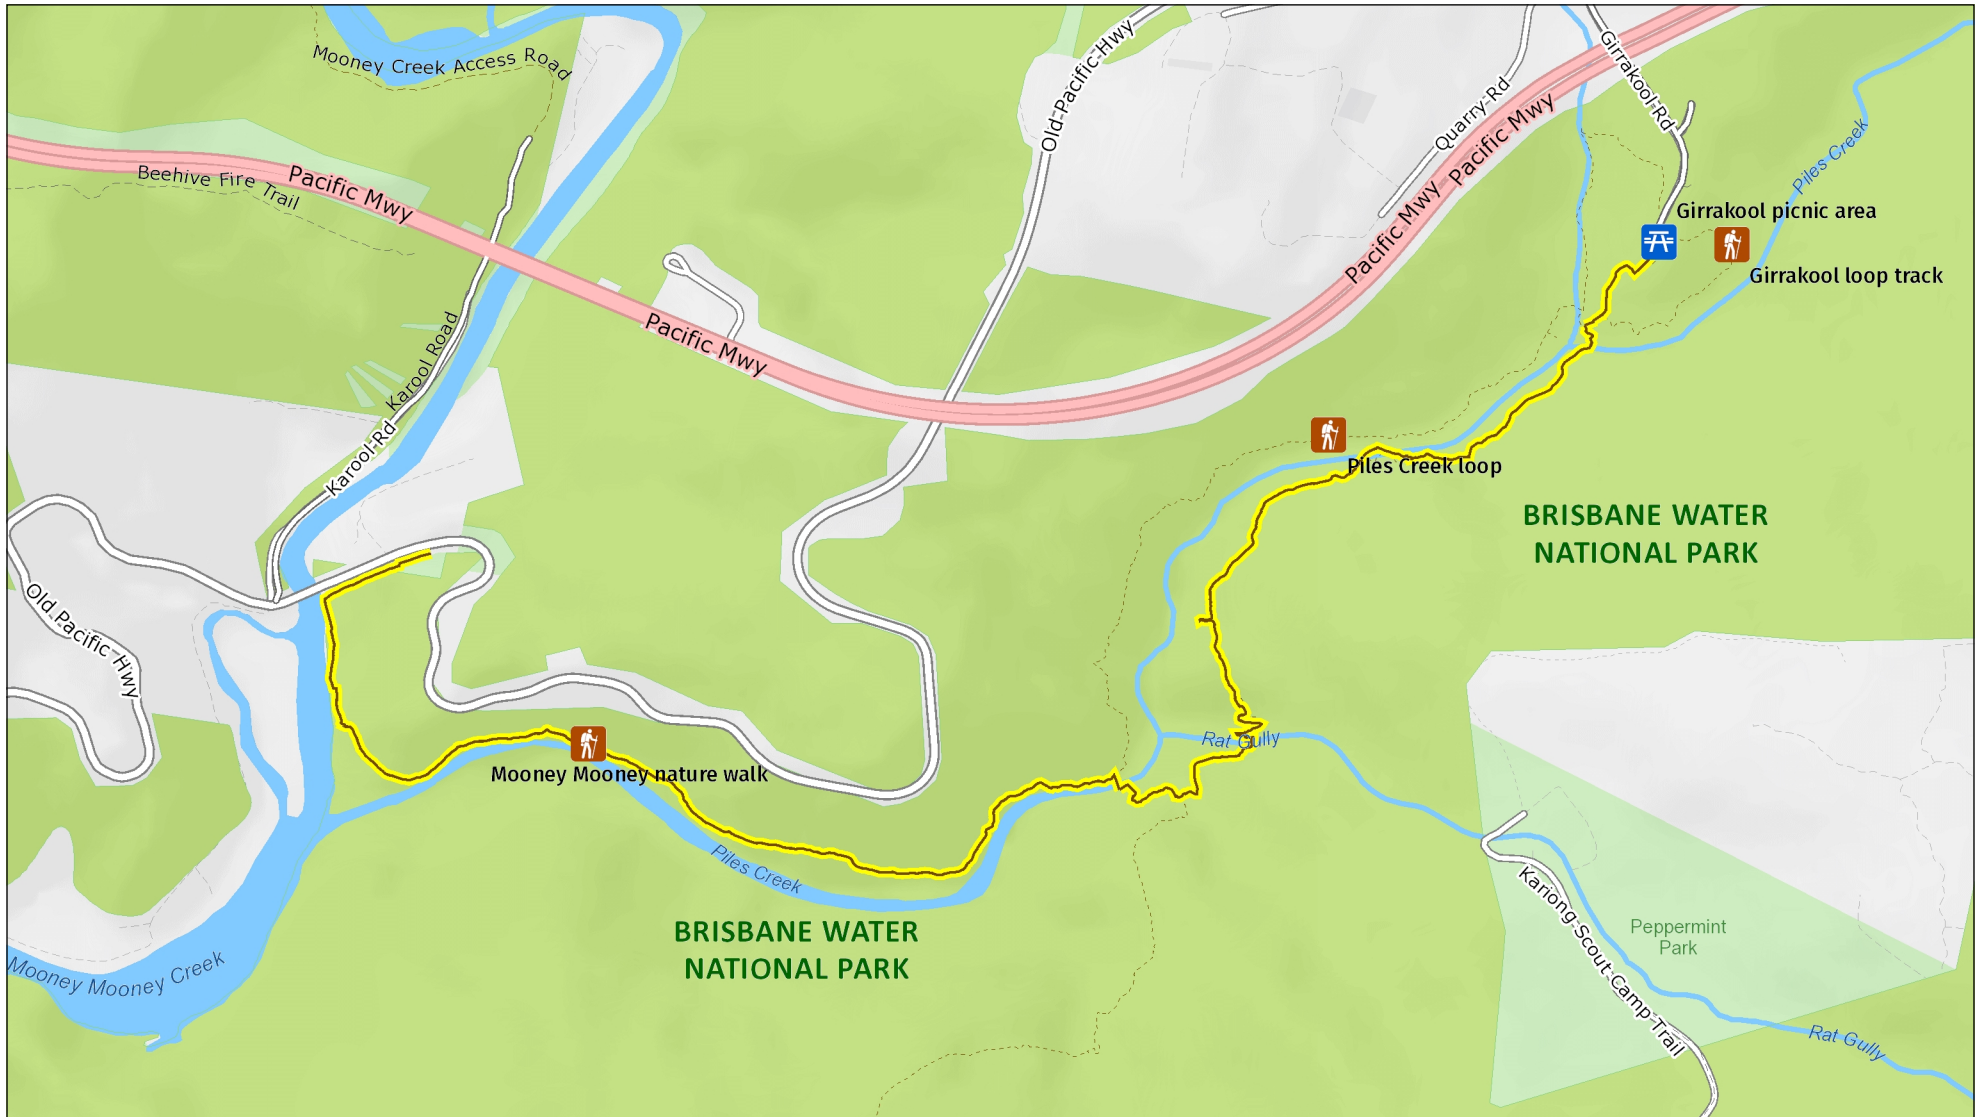 Mooney Creek Access Road
Old-Pacific-Hwy
Girrakool-Rd
Quarry-Rd
Pacific Mwy
Piles Creek
Beehive Fire Trail
Pacific Mwy
Pacific Mwy
Girrakool picnic area
Girrakool loop track
Pacific Mwy
Karool Road
Karool-Rd
Piles Creek loop
BRISBANE WATER
NATIONAL PARK
Old Pacific Hwy
Rat Gully
Mooney Mooney nature walk
Piles Creek
Kariong-Scout-Camp-Trail
Peppermint
Park
BRISBANE WATER
NATIONAL PARK
Mooney Mooney Creek
Rat Gully